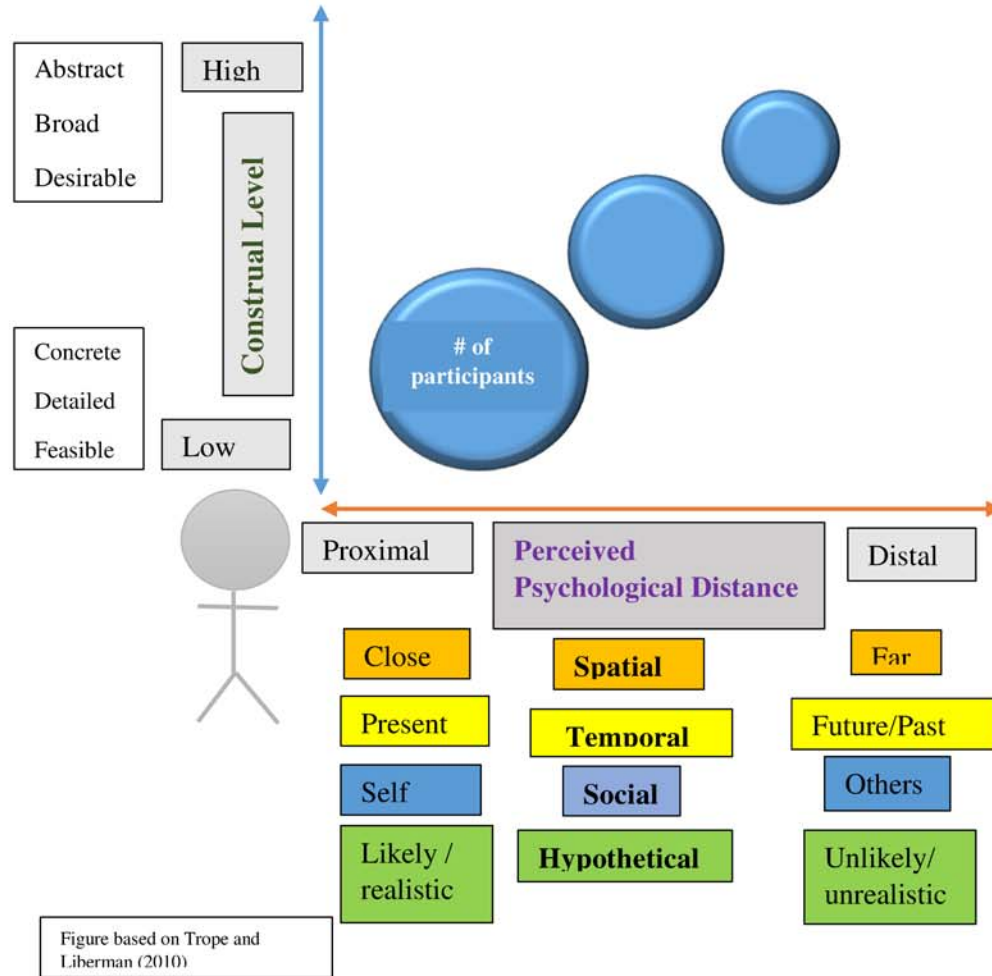 Abstract
Broad
Desirable
High
Construal Level
Concrete
Detailed
Feasible
Low
# of
participants
Proximal
Perceived
Psychological Distance
Distal
Close
Spatial
Far
Present
Temporal
Future/Past
Self
Social
Others
Likely /
realistic
Hypothetical
Unlikely/
unrealistic
Figure based on Trope and
Liberman (2010)